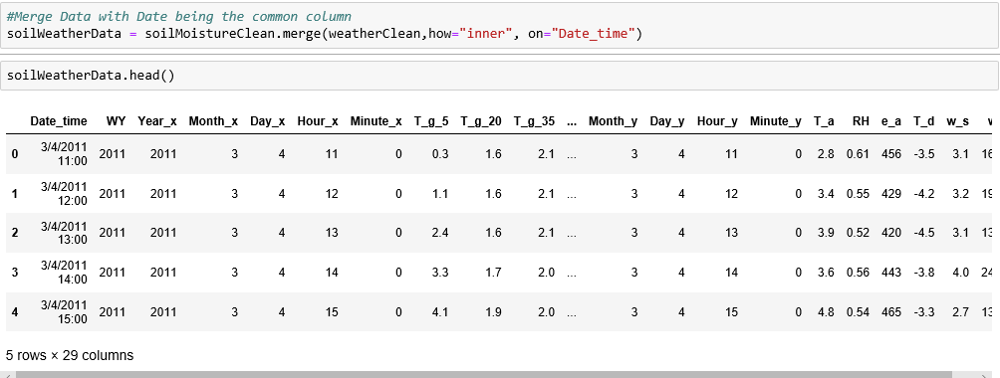 #Merge Data with Date being the common column
soilWeatherData = soilMoistureClean.merge(weatherClean,how="inner", on="Date_time")
soilWeatherData.head()
Date_time WY Year_x Month_x Day_x Hour_x Minute_x T_g_5 T_g_20 T_g_35 ... Month_y Day_y Hour_y Minute_y T_a RH e_a T_d w_s
0 3/4/2011 11:00 2011 2011 3 4 11 0 0.3 1.6 2.1 ... 3 4 11 0 2.8 0.61 456 -3.5 3.1 16
1 3/4/2011 12:00 2011 2011 3 4 12 0 1.1 1.6 2.1 ... 3 4 12 0 3.4 0.55 429 -4.2 3.2 19
2 3/4/2011 13:00 2011 2011 3 4 13 0 2.4 1.6 2.1 ... 3 4 13 0 3.9 0.52 420 -4.5 3.1 13
3 3/4/2011 14:00 2011 2011 3 4 14 0 3.3 1.7 2.0 ... 3 4 14 0 3.6 0.56 443 -3.8 4.0 24
4 3/4/2011 15:00 2011 2011 3 4 15 0 4.1 1.9 2.0 ... 3 4 15 0 4.8 0.54 465 -3.3 2.7 13
5 rows × 29 columns